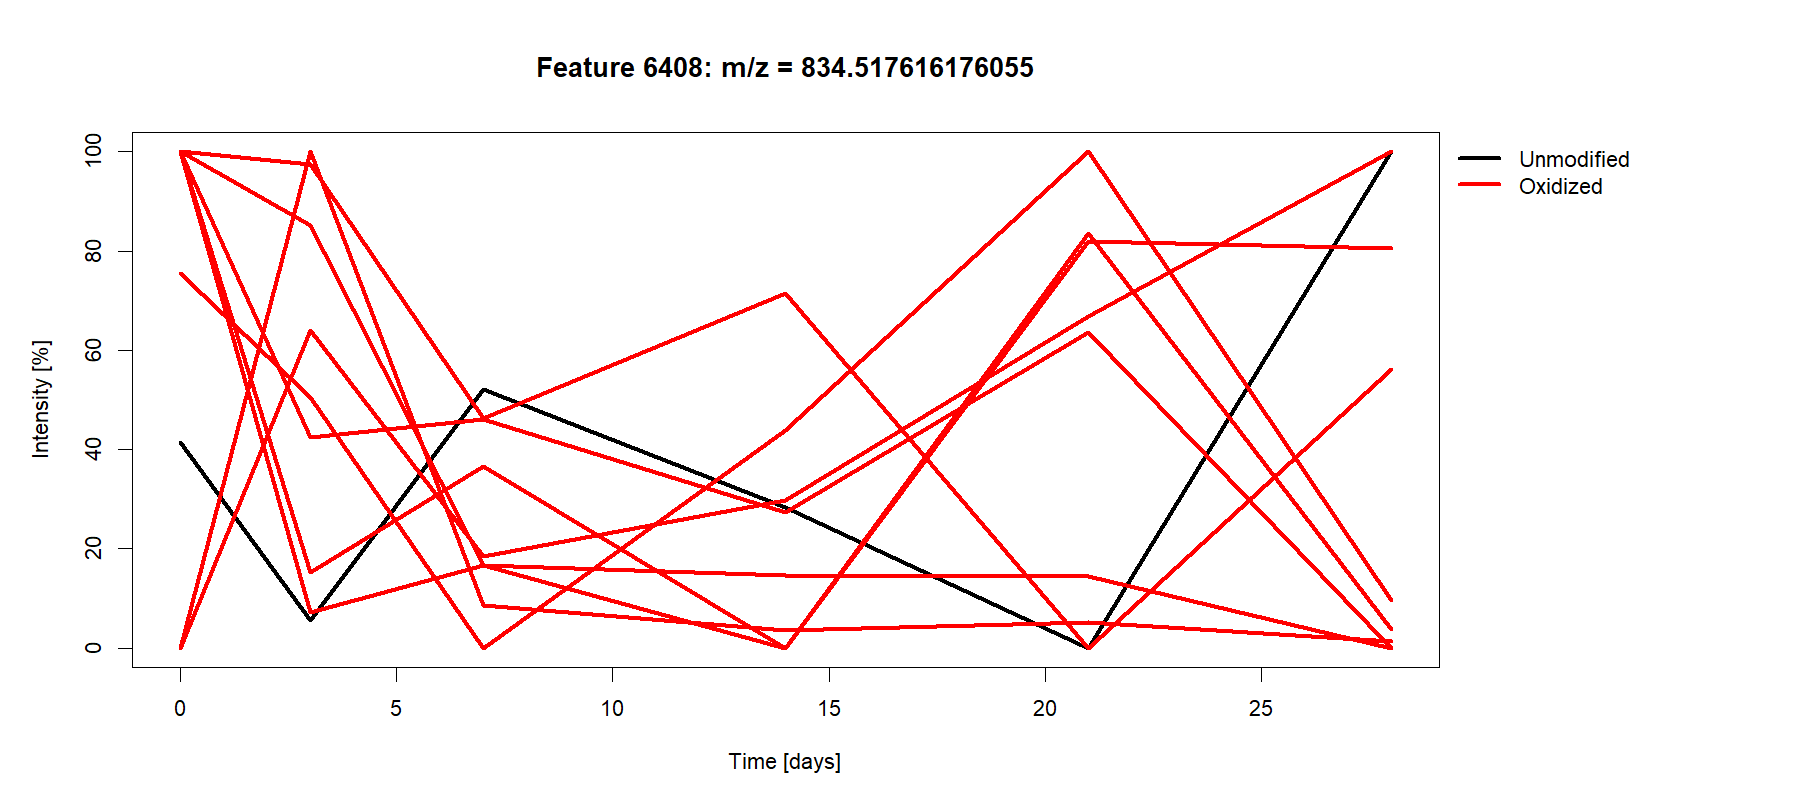 Feature 6408: m/z = 834.517616176055
Unmodified
Oxidized
100
80
60
40
20
0
Intensity [%]
0 5 10 15 20 25
Time [days]